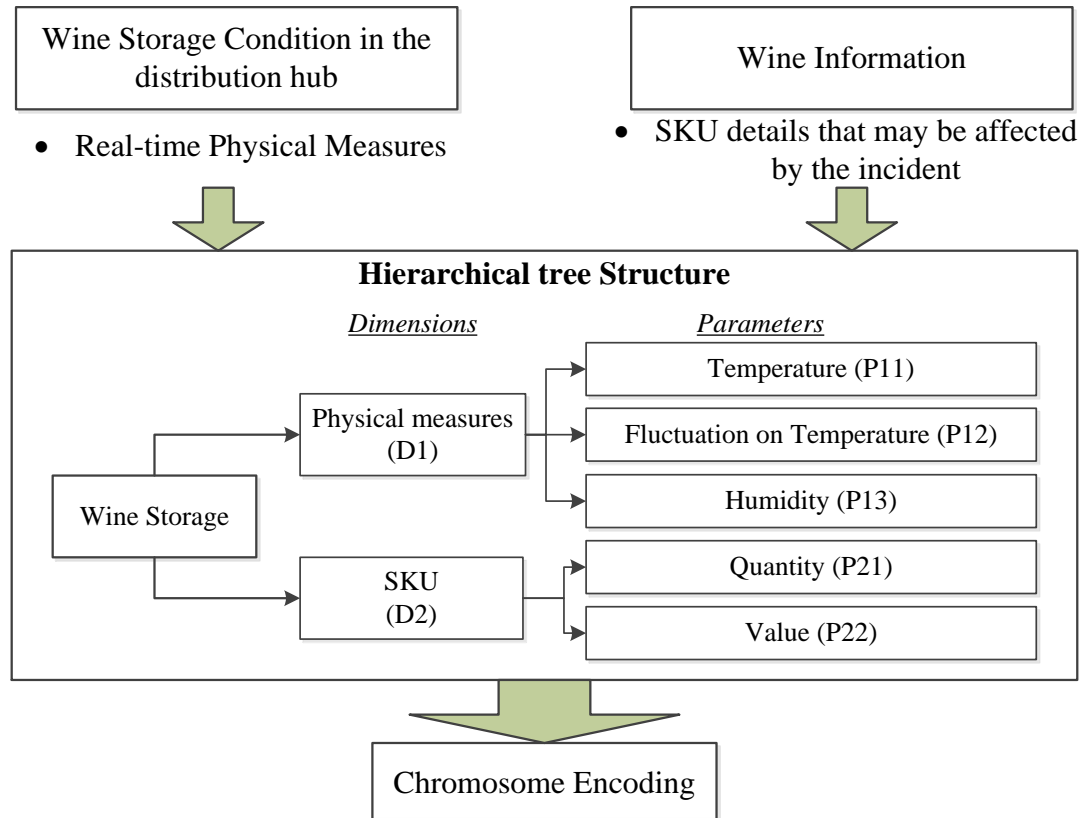 Wine Storage Condition in the
distribution hub
Wine Information
• Real-time Physical Measures
• SKU details that may be affected
by the incident
Hierarchical tree Structure
Dimensions
Parameters
Temperature (P11)
Physical measures
(D1)
Fluctuation on Temperature (P12)
Humidity (P13)
Wine Storage
SKU
(D2)
Quantity (P21)
Value (P22)
Chromosome Encoding